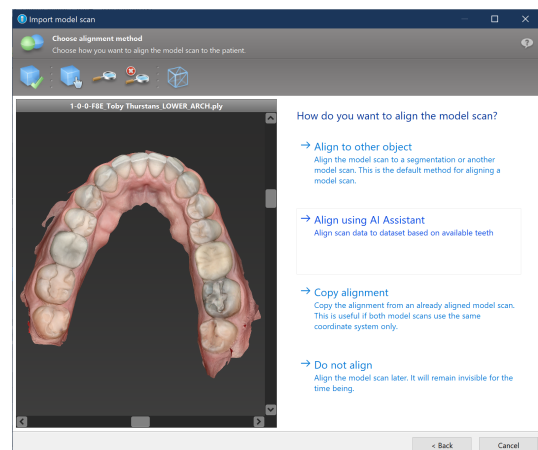 Import model scan
Choose alignment method
Choose how you want to align the model scan to the patient.
1-0-0-F8E_Toby Thurstans_LOWER_ARCH.ply
How do you want to align the model scan?
Align to other object
Align the model scan to a segmentation or another
model scan. This is the default method for aligning a
model scan.
Align using AI Assistant
Align scan data to dataset based on available teeth
Copy alignment
Copy the alignment from an already aligned model scan.
This is useful if both model scans use the same
coordinate system only.
Do not align
Align the model scan later. It will remain invisible for the
time being.
< Back
Cancel